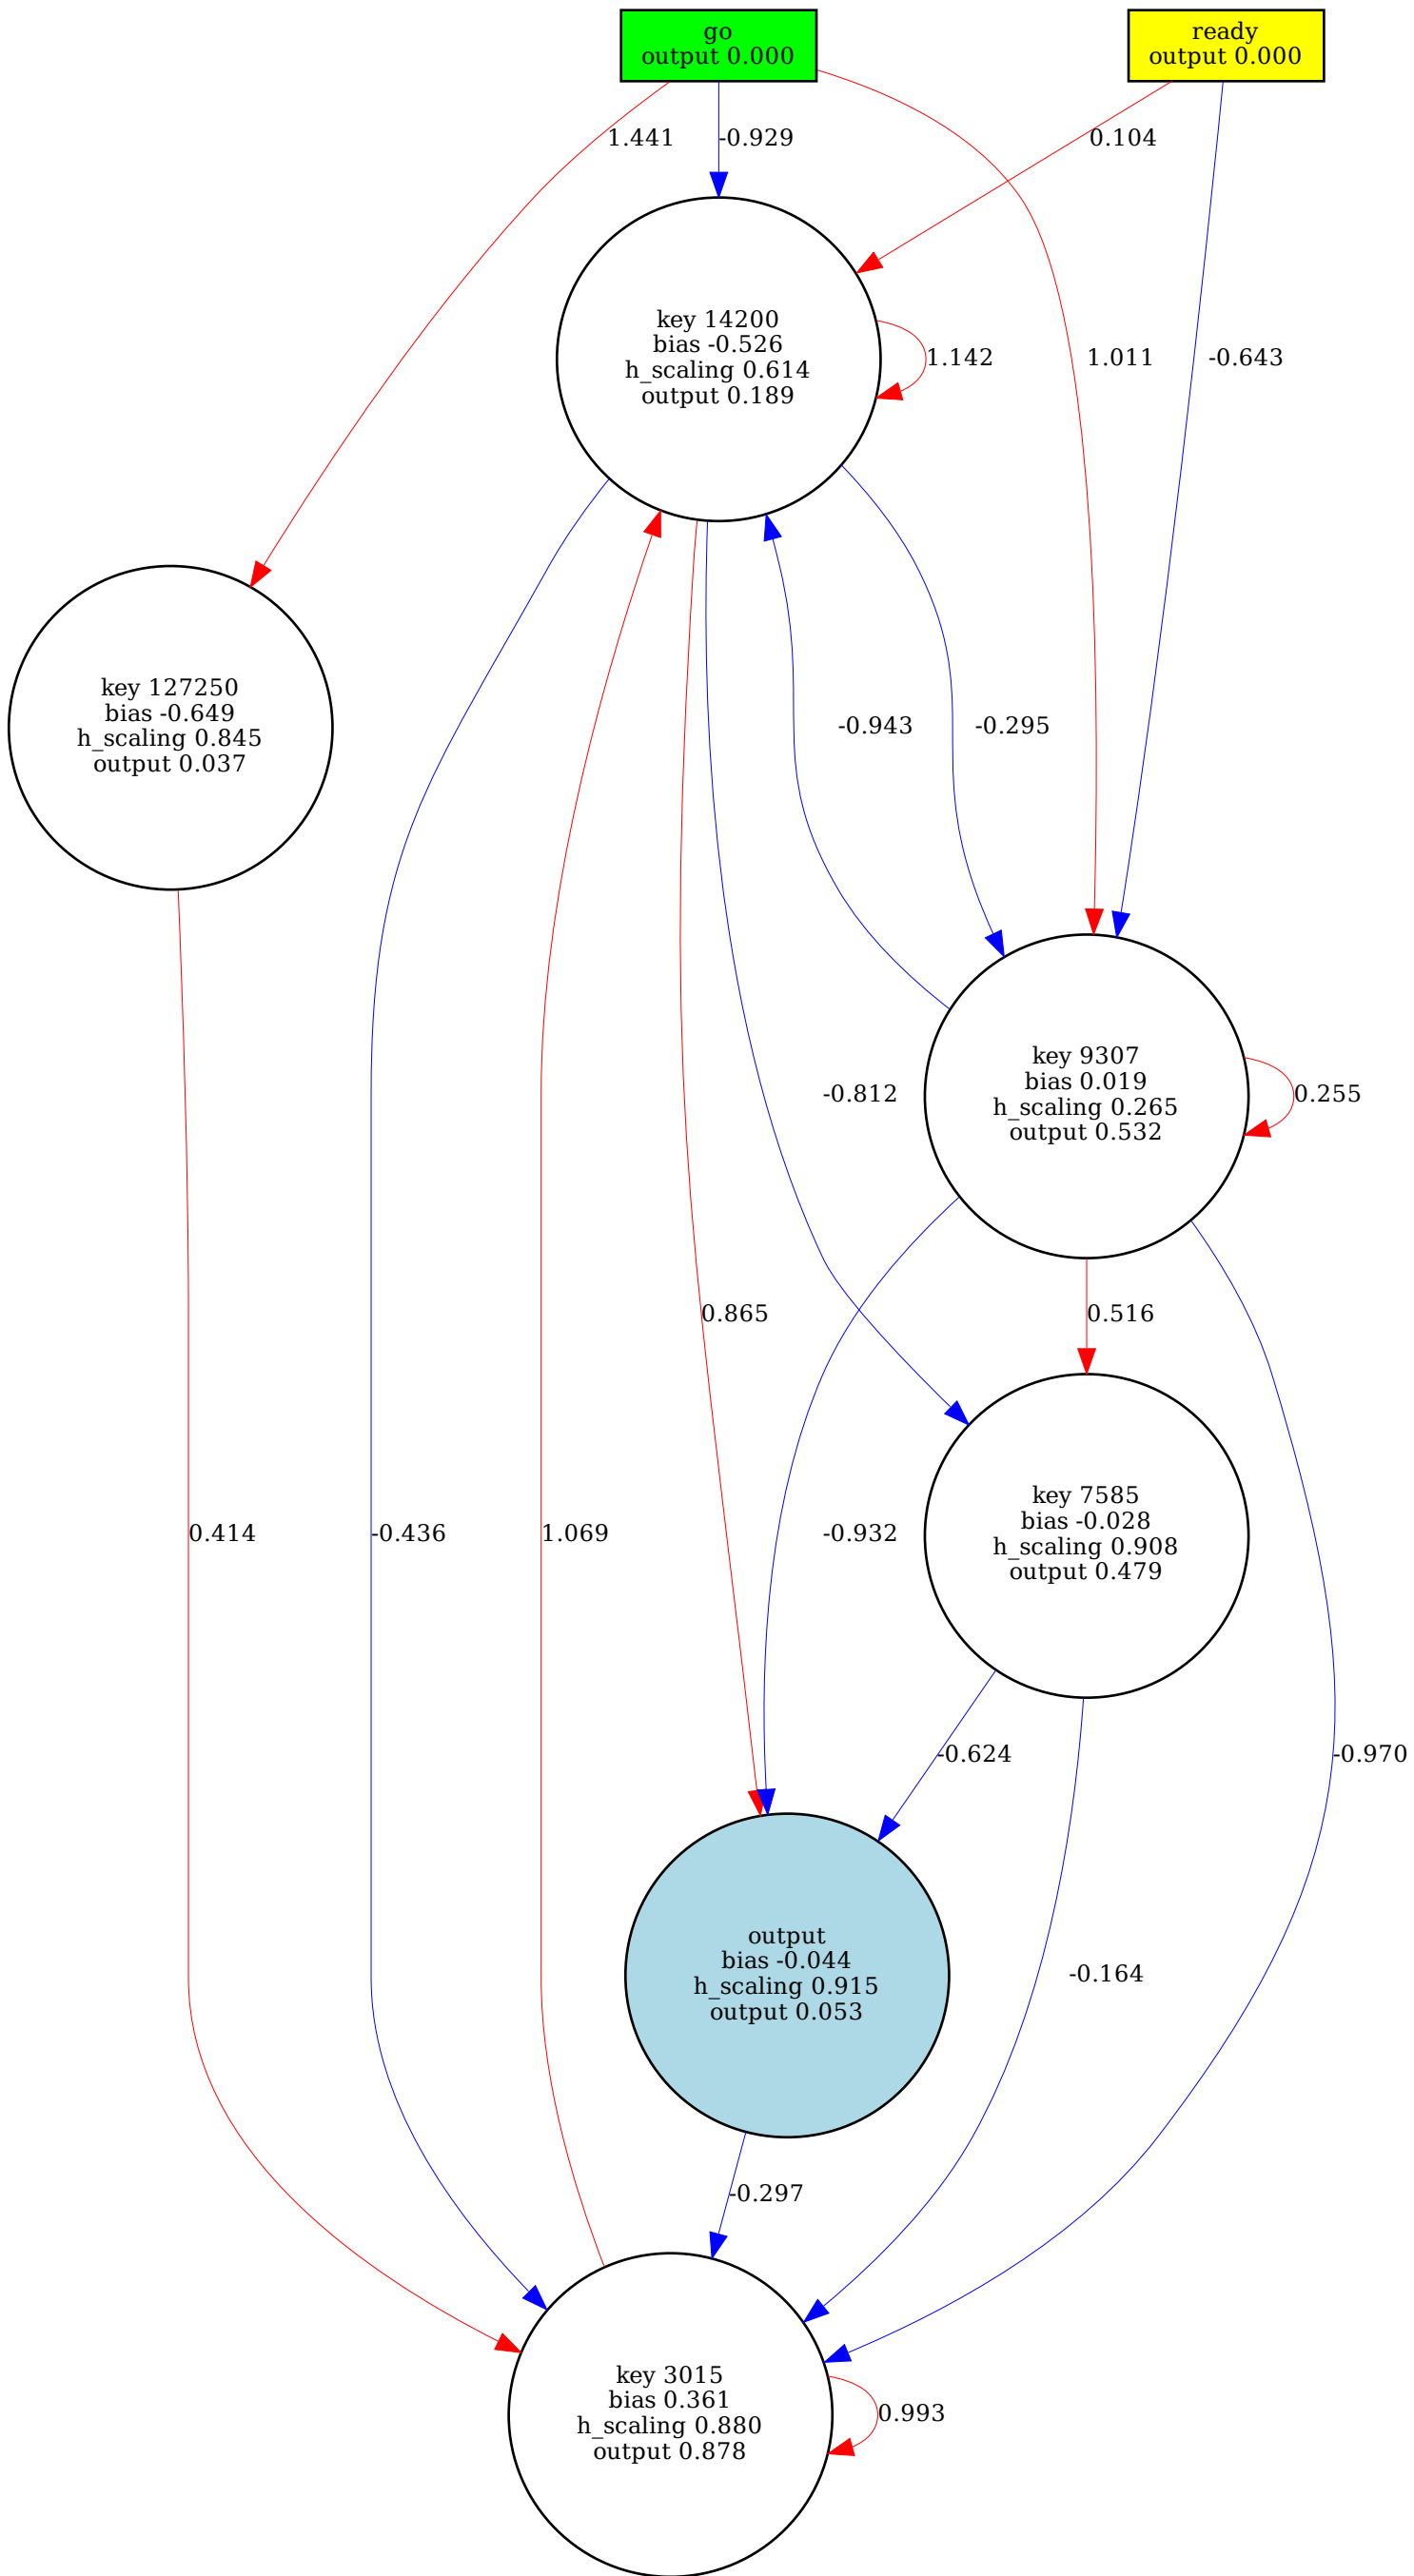 go
output 0.000
ready
output 0.000
1.441
-0.929
0.104
key 14200
bias -0.526
h_scaling 0.614
output 0.189
1.142
1.011
-0.643
key 127250
bias -0.649
h_scaling 0.845
output 0.037
-0.943
-0.295
key 9307
bias 0.019
h_scaling 0.265
output 0.532
-0.812
0.255
0.865
0.516
key 7585
bias -0.028
h_scaling 0.908
output 0.479
0.414
-0.436
1.069
-0.932
-0.624
-0.970
output
bias -0.044
h_scaling 0.915
output 0.053
-0.164
-0.297
key 3015
bias 0.361
h_scaling 0.880
output 0.878
0.993